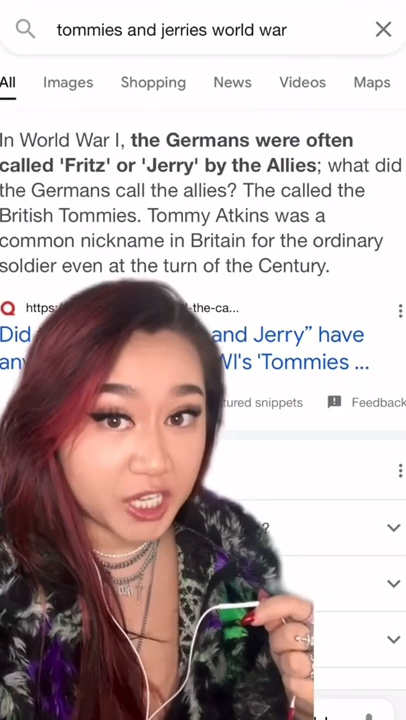 tommies and jerries world war
All Images Shopping News Videos Maps
In World War I, the Germans were often
called 'Fritz' or 'Jerry' by the Allies; what did
the Germans call the allies? The called the
British Tommies. Tommy Atkins was a
common nickname in Britain for the ordinary
soldier even at the turn of the Century.
https: -the-ca...
Did and Jerry” have
WI's 'Tommies ...
snippets Feedback
?